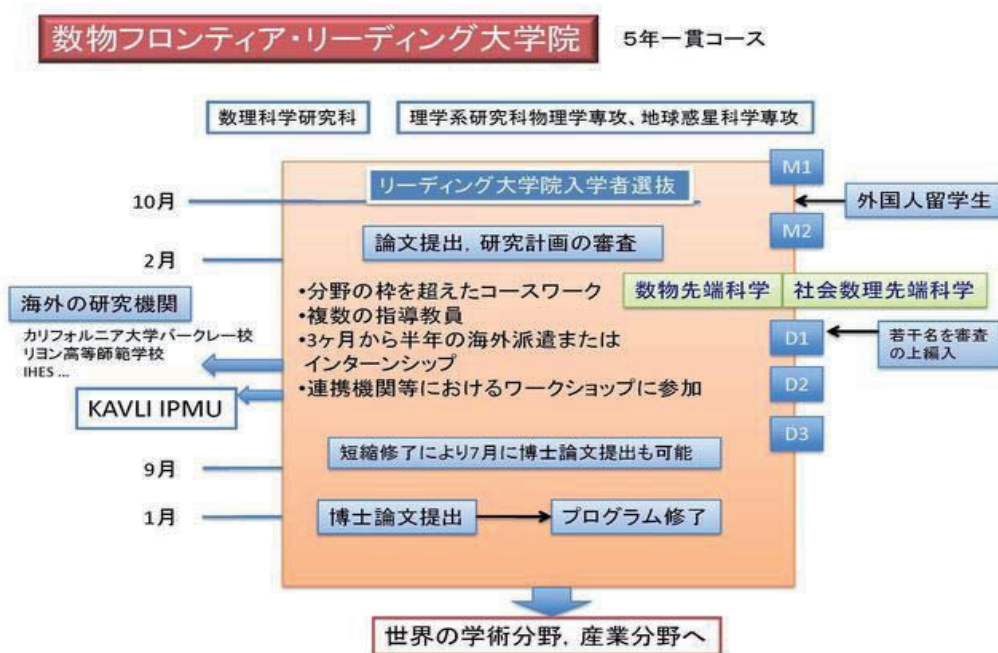 数物フロンティア・リーディング大学院
5年一貫コース
数理科学研究科
理学系研究科物理学専攻、地球惑星科学専攻
M1
リーディング大学院入学者選抜
10月
外国人留学生
M2
論文提出, 研究計画の審査
2月
海外の研究機関
カリフォルニア大学バークレー校
リヨン高等師範学校
IHES ...
KAVLI IPMU
・分野の枠を超えたコースワーク
・複数の指導教員
・3ヶ月から半年の海外派遣または
インターンシップ
・連携機関等におけるワークショップに参加
数物先端科学
社会数理先端科学
D1
若干名を審査
の上編入
D2
D3
短縮修了により7月に博士論文提出も可能
9月
1月
博士論文提出
プログラム修了
世界の学術分野, 産業分野へ